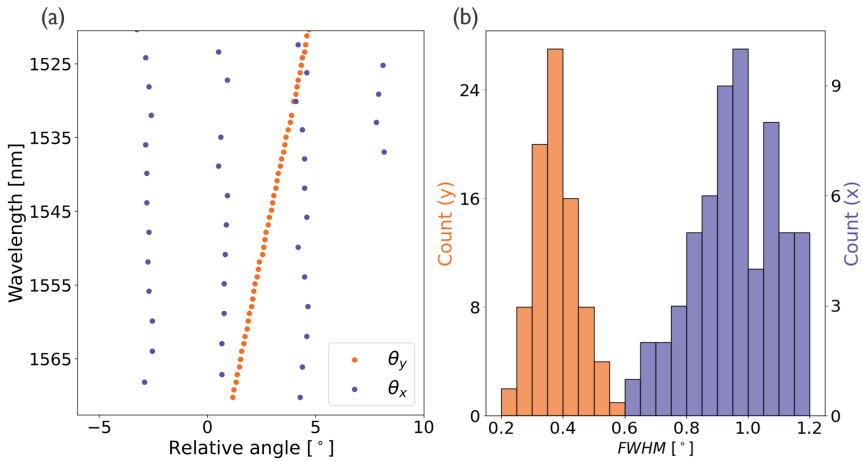 (a)
Wavelength [nm]
1525
1535
1545
1555
1565
θy
θx
−5 0 5 10
Relative angle [°]
(b)
Count (y)
24
16
8
0
Count (x)
9
6
3
0
0.2 0.4 0.6 0.8 1.0 1.2
FWHM [°]